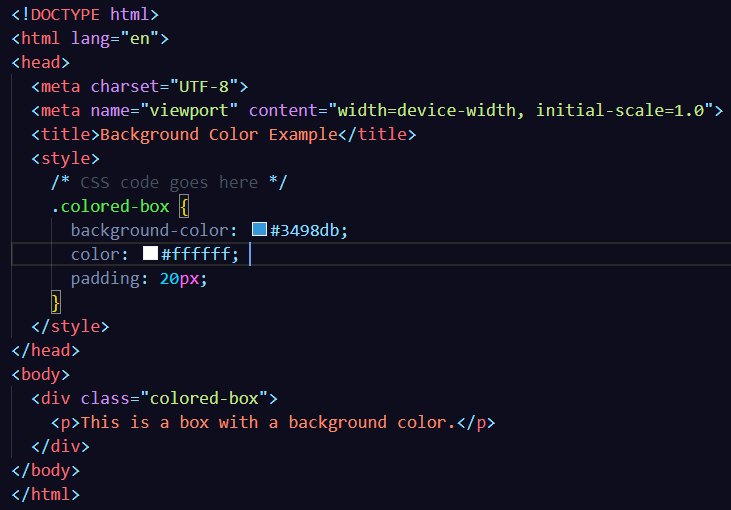 <!DOCTYPE html>
<html lang="en">
<head>
  <meta charset="UTF-8">
  <meta name="viewport" content="width=device-width, initial-scale=1.0">
  <title>Background Color Example</title>
  <style>
    /* CSS code goes here */
    .colored-box {
      background-color: #3498db;
      color: #ffffff;
      padding: 20px;
    }
  </style>
</head>
<body>
  <div class="colored-box">
    <p>This is a box with a background color.</p>
  </div>
</body>
</html>